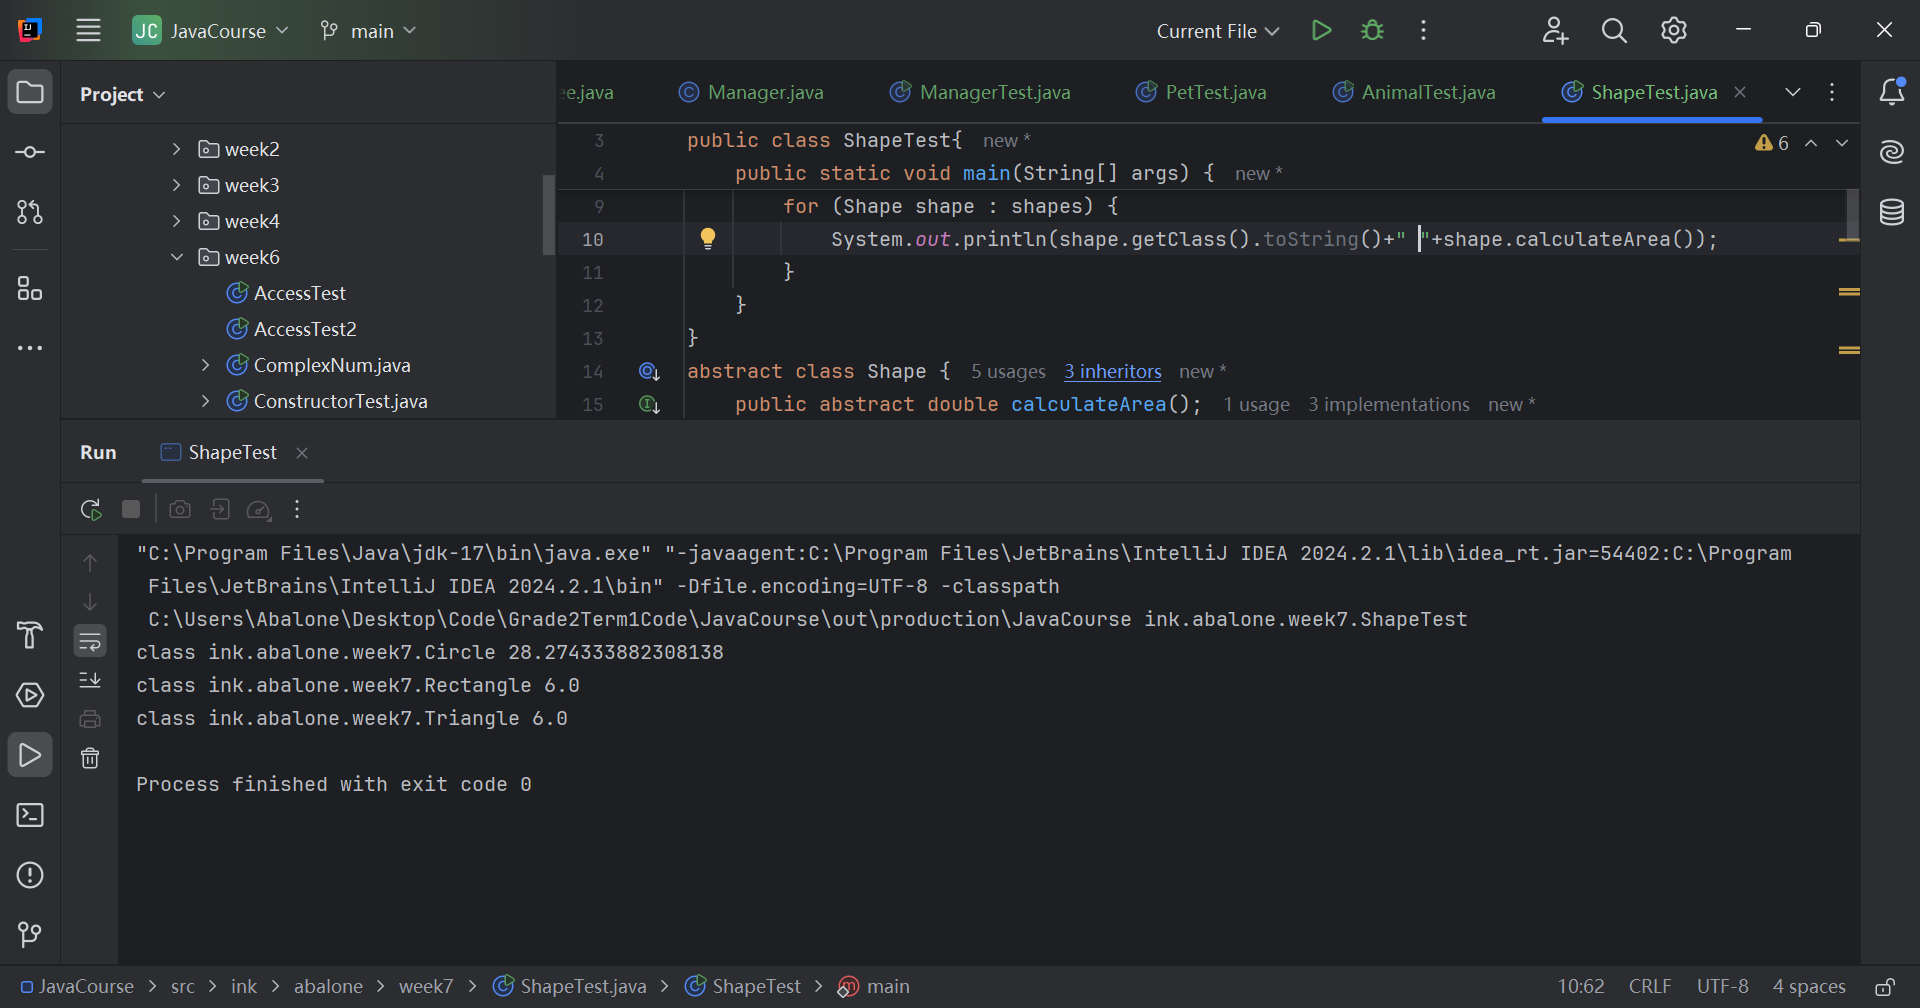 JC JavaCourse main Current File
Project
e.java Manager.java ManagerTest.java PetTest.java AnimalTest.java ShapeTest.java
week2
week3
week4
week6
AccessTest
AccessTest2
ComplexNum.java
ConstructorTest.java
3 public class ShapeTest{ new *
4 public static void main(String[] args) { new *
9 for (Shape shape : shapes) {
10 System.out.println(shape.getClass().toString()+" "+shape.calculateArea());
11 }
12 }
13 }
14 abstract class Shape { 5 usages 3 inheritors new *
15 public abstract double calculateArea(); 1 usage 3 implementations new *
6
Run ShapeTest
"C:\Program Files\Java\jdk-17\bin\java.exe" "-javaagent:C:\Program Files\JetBrains\IntelliJ IDEA 2024.2.1\lib\idea_rt.jar=54402:C:\Program
Files\JetBrains\IntelliJ IDEA 2024.2.1\bin" -Dfile.encoding=UTF-8 -classpath
C:\Users\Abalone\Desktop\Code\Grade2Term1Code\JavaCourse\out\production\JavaCourse ink.abalone.week7.ShapeTest
class ink.abalone.week7.Circle 28.274333882308138
class ink.abalone.week7.Rectangle 6.0
class ink.abalone.week7.Triangle 6.0
Process finished with exit code 0
JavaCourse > src > ink > abalone > week7 > ShapeTest.java > ShapeTest > main 10:62 CRLF UTF-8 4 spaces